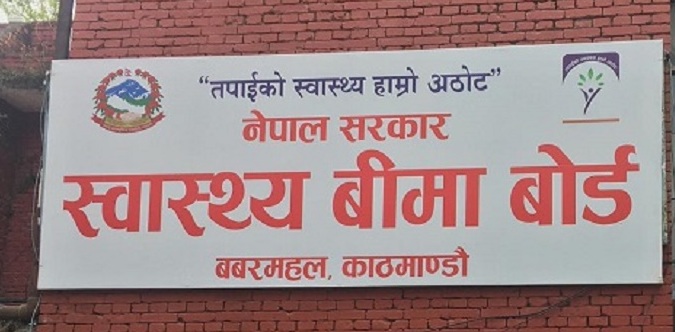 “तपाईको स्वास्थ्य हाम्रो अठोट”
नेपाल सरकार
स्वास्थ्य बीमा बोर्ड
बबरमहल, काठमाण्डौ